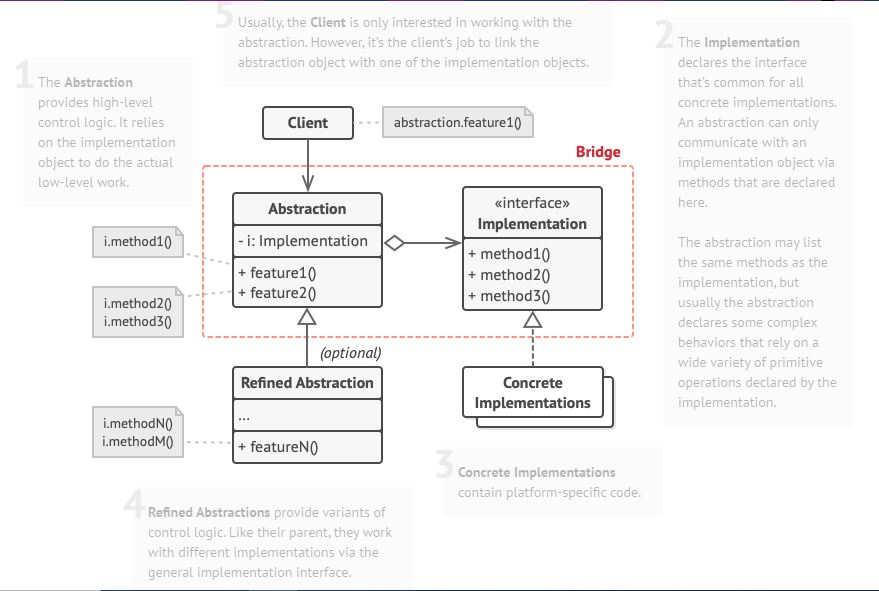 5
Usually, the Client is only interested in working with the
abstraction. However, it's the client's job to link the
abstraction object with one of the implementation objects.
1
The Abstraction
provides high-level
control logic. It relies
on the implementation
object to do the actual
low-level work.
2
The Implementation
declares the interface
that's common for all
concrete implementations.
An abstraction can only
communicate with an
implementation object via
methods that are declared
here.
The abstraction may list
the same methods as the
implementation, but
usually the abstraction
declares some complex
behaviors that rely on a
wide variety of primitive
operations declared by the
implementation.
Client
abstraction.feature1()
Bridge
Abstraction
- i: Implementation
+ feature1()
+ feature2()
«interface»
Implementation
+ method1()
+ method2()
+ method3()
i.method1()
i.method2()
i.method3()
(optional)
Refined Abstraction
...
+ featureN()
Concrete
Implementations
i.methodN()
i.methodM()
3
Concrete Implementations
contain platform-specific code.
4
Refined Abstractions provide variants of
control logic. Like their parent, they work
with different implementations via the
general implementation interface.